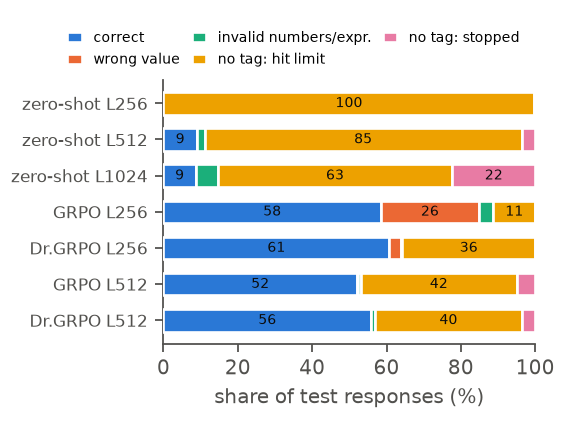 correct
invalid numbers/expr.
no tag: stopped
wrong value
no tag: hit limit
zero-shot L256
100
zero-shot L512
9
85
zero-shot L1024
9
63
22
GRPO L256
58
26
11
Dr.GRPO L256
61
36
GRPO L512
52
42
Dr.GRPO L512
56
40
0
20
40
60
80
100
share of test responses (%)